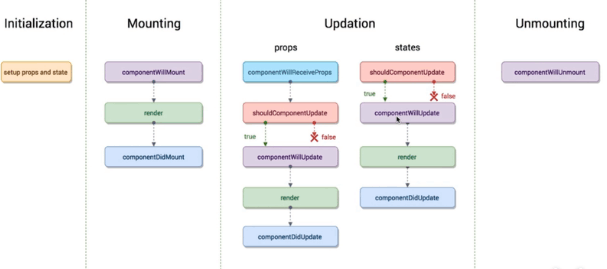 Initialization
Mounting
Updation
Unmounting
props
states
setup props and state
componentWillMount
render
componentDidMount
componentWillReceiveProps
shouldComponentUpdate
true
false
componentWillUpdate
render
componentDidUpdate
shouldComponentUpdate
true
false
componentWillUpdate
render
componentDidUpdate
componentWillUnmount